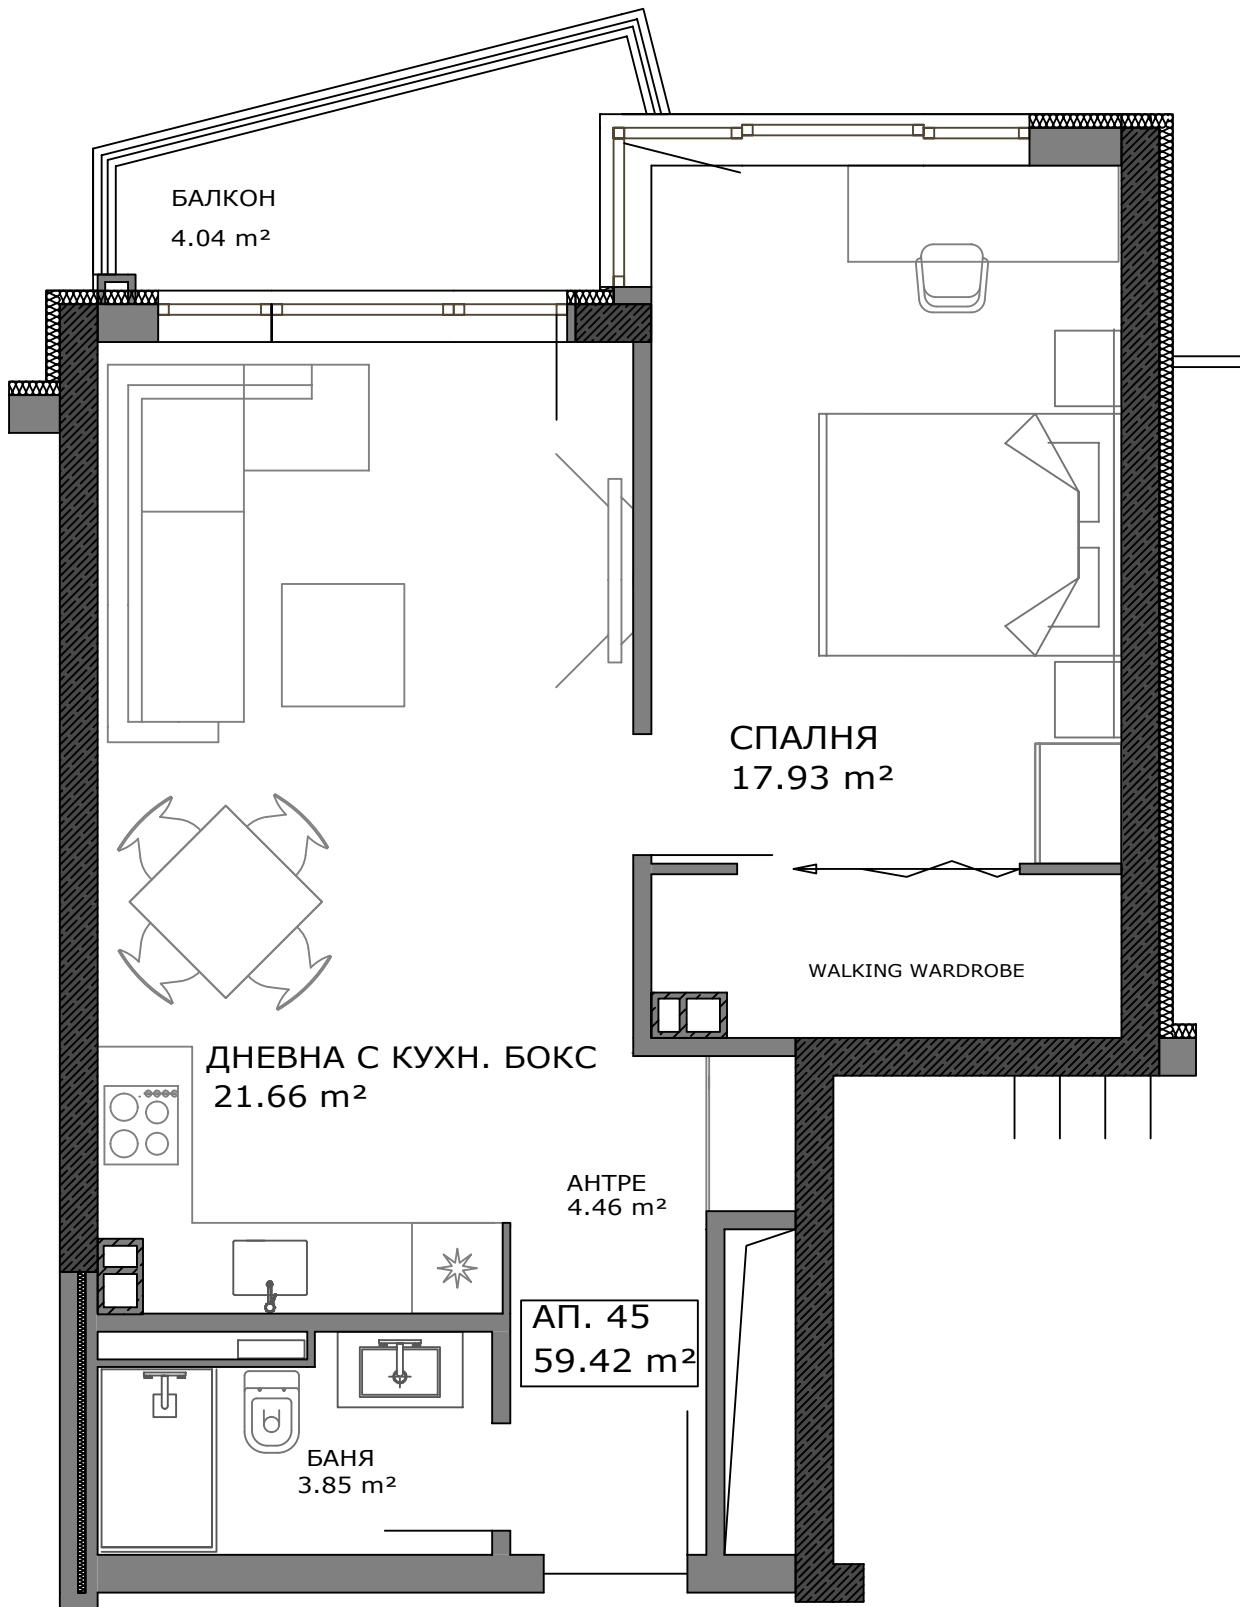 БАЛКОН
4.04 m²
СПАЛНЯ
17.93 m²
WALKING WARDROBE
ДНЕВНА С КУХН. БОКС
21.66 m²
АНТРЕ
4.46 m²
АП. 45
59.42 m²
БАНЯ
3.85 m²